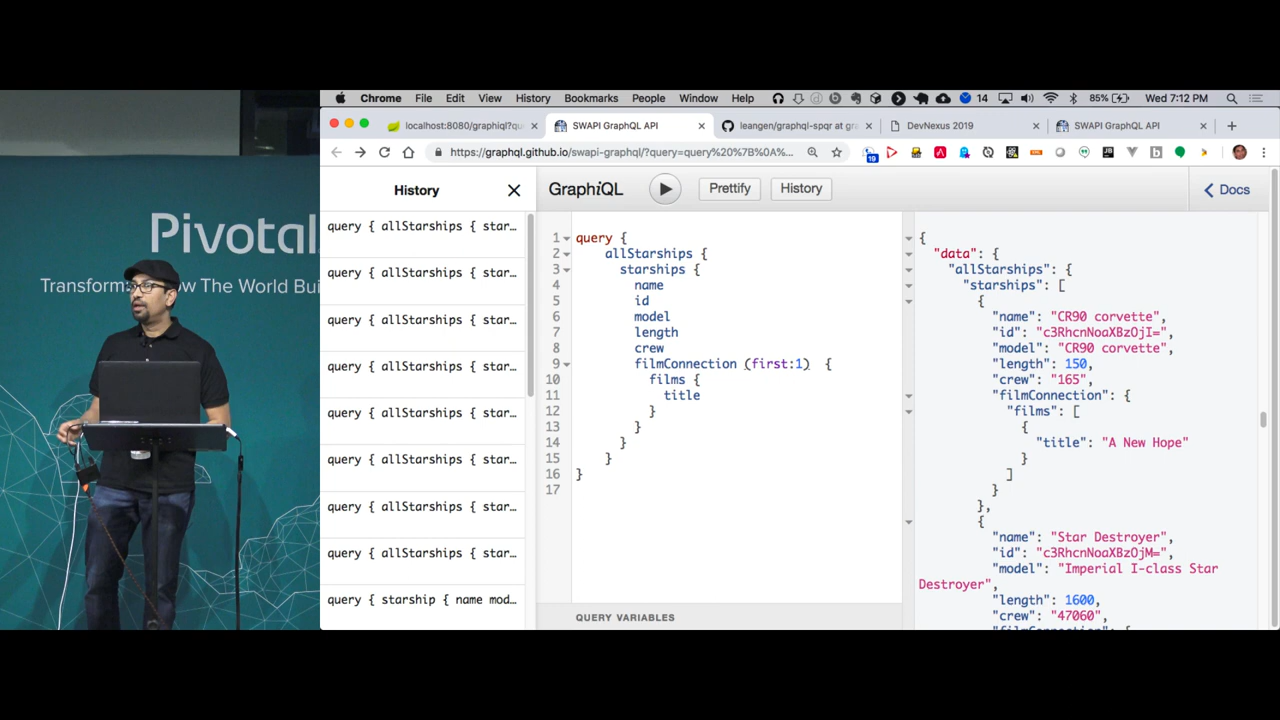 Pivotal
Transform
w The World Bui
Chrome File Edit View History Bookmarks People Window Help 14 85% Wed 7:12 PM
localhost:8080/graphiql?qu
SWAPI GraphQL API
leangen/graphql-spqr at gr
DevNexus 2019
SWAPI GraphQL API
https://graphql.github.io/swapi-graphql/?query=query%20%7B%0A%...
19
History
query { allStarships { star...
query { allStarships { star...
query { allStarships { star...
query { allStarships { star...
query { allStarships { star...
query { allStarships { star...
query { allStarships { star...
query { allStarships { star...
query { starship { name mod...
GraphiQL Prettify History Docs
1 query {
2 allStarships {
3 starships {
4 name
5 id
6 model
7 length
8 crew
9 filmConnection (first:1) {
10 films {
11 title
12 }
13 }
14 }
15 }
16 }
17
QUERY VARIABLES
{
"data": {
"allStarships": {
"starships": [
{
"name": "CR90 corvette",
"id": "c3RhcnNoaXBzOjI=",
"model": "CR90 corvette",
"length": 150,
"crew": "165",
"filmConnection": {
"films": [
{
"title": "A New Hope"
}
]
}
},
{
"name": "Star Destroyer",
"id": "c3RhcnNoaXBzOjM=",
"model": "Imperial I-class Star
Destroyer",
"length": 1600,
"crew": "47060",
"filmConnection": {